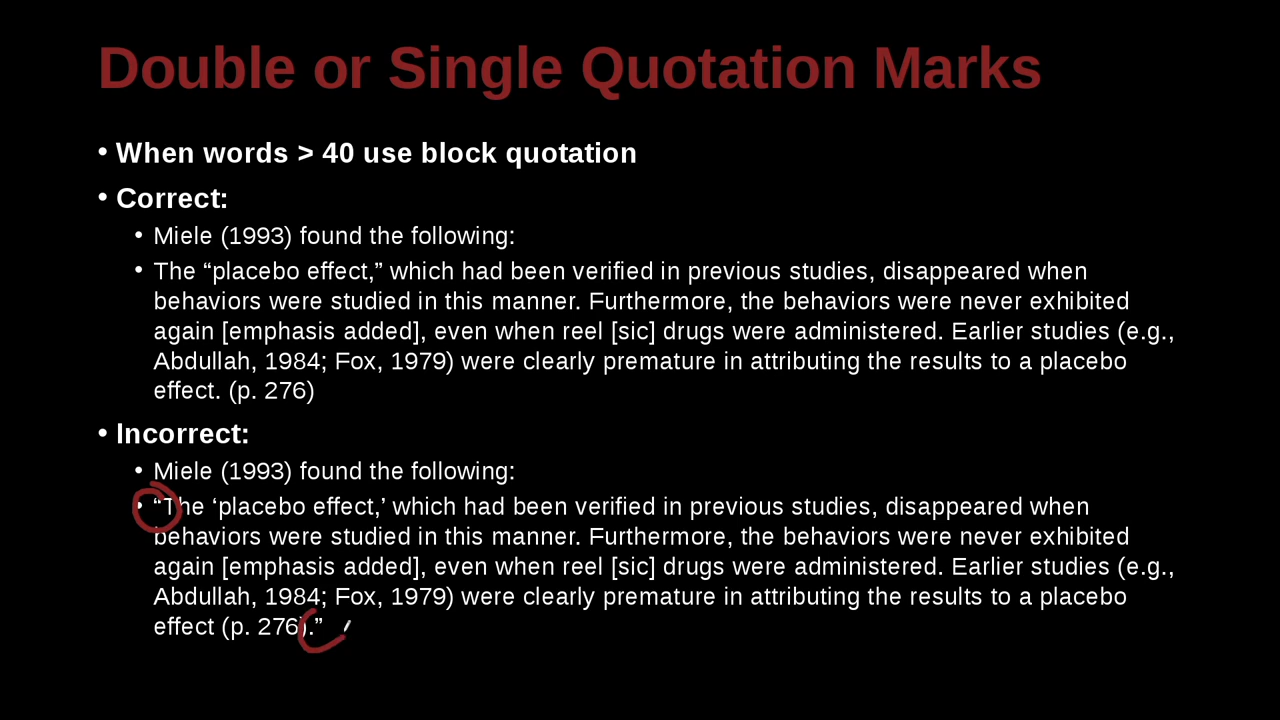 Double or Single Quotation Marks
• When words > 40 use block quotation
• Correct:
• Miele (1993) found the following:
• The “placebo effect,” which had been verified in previous studies, disappeared when
behaviors were studied in this manner. Furthermore, the behaviors were never exhibited
again [emphasis added], even when reel [sic] drugs were administered. Earlier studies (e.g.,
Abdullah, 1984; Fox, 1979) were clearly premature in attributing the results to a placebo
effect. (p. 276)
• Incorrect:
• Miele (1993) found the following:
• “The ‘placebo effect,’ which had been verified in previous studies, disappeared when
behaviors were studied in this manner. Furthermore, the behaviors were never exhibited
again [emphasis added], even when reel [sic] drugs were administered. Earlier studies (e.g.,
Abdullah, 1984; Fox, 1979) were clearly premature in attributing the results to a placebo
effect (p. 276).”